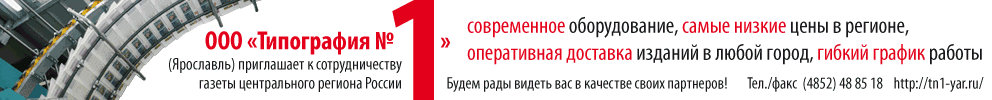 ООО «Типография № 1»
(Ярославль) приглашает к сотрудничеству
газеты центрального региона России
современное оборудование, самые низкие цены в регионе,
оперативная доставка изданий в любой город, гибкий график работы
Будем рады видеть вас в качестве своих партнеров! Тел./факс (4852) 48 85 18 http://tn1-yar.ru/